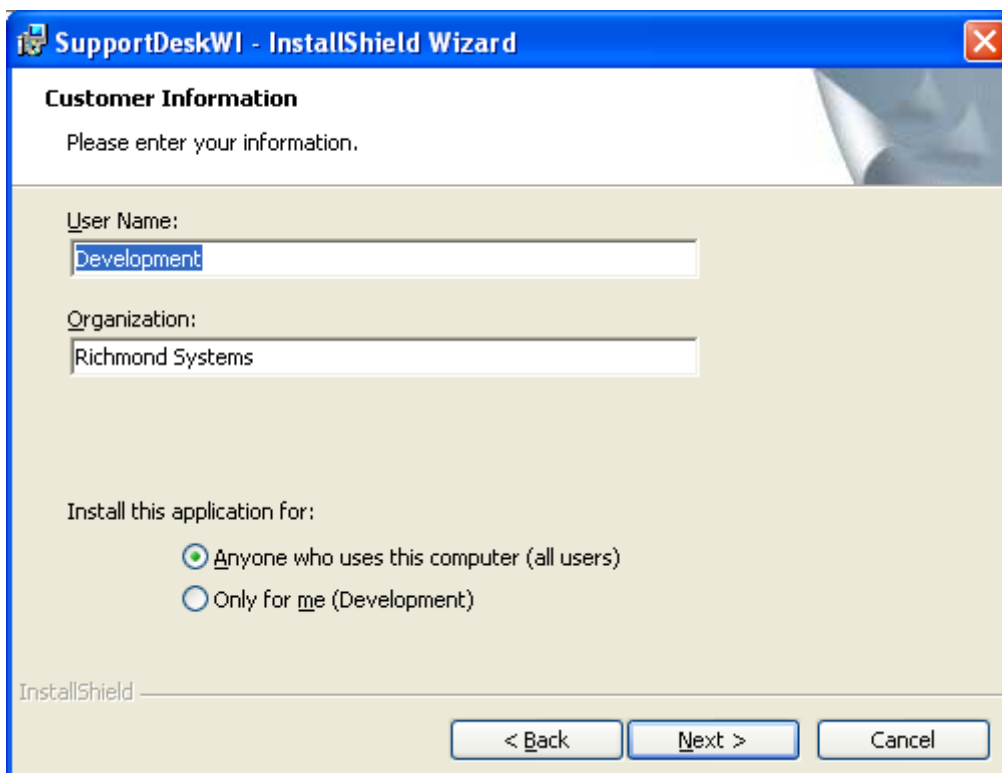 SupportDeskWI - InstallShield Wizard
Customer Information
Please enter your information.
User Name:
Development
Organization:
Richmond Systems
Install this application for:
Anyone who uses this computer (all users)
Only for me (Development)
InstallShield
< Back Next > Cancel